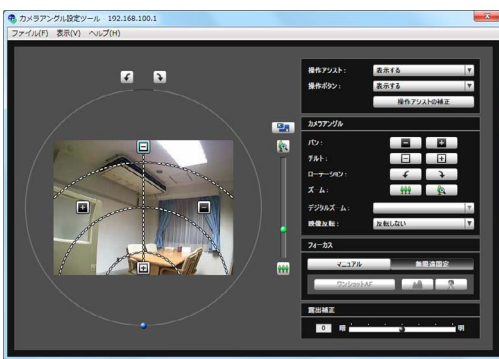 カメラアングル設定ツール - 192.168.100.1
ファイル(F) 表示(V) ヘルプ(H)
操作アシスト: 表示する
操作ボタン: 表示する
操作アシストの補正
カメラアングル
パン:
チルト:
ローテーション:
ズーム:
デジタルズーム:
映像反転: 反転しない
フォーカス
マニュアル 無限遠固定
ワンショットAF
露出補正
0 暗 明